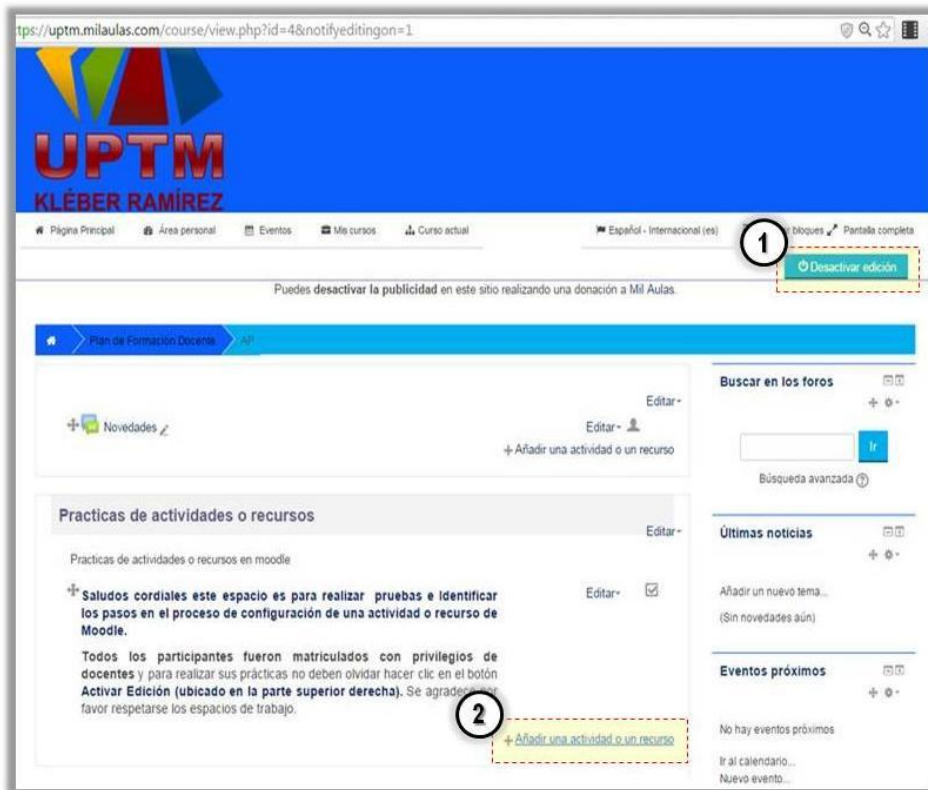 tps://uptm.milaulas.com/course/view.php?id=4&notifyeditingon=1
UPTM
KLÉBER RAMÍREZ
Página Principal Área personal Eventos Mis cursos Curso actual Español - Internacional (es) bloques Pantalla completa
1
Desactivar edición
Puedes desactivar la publicidad en este sitio realizando una donación a Mil Aulas.
Plan de Formación Docente AP
Editar
Novedades Editar
+ Añadir una actividad o un recurso
Practicas de actividades o recursos
Editar
Practicas de actividades o recursos en moodle
Saludos cordiales este espacio es para realizar pruebas e Identificar
los pasos en el proceso de configuración de una actividad o recurso de
Moodle.
Editar
Todos los participantes fueron matriculados con privilegios de
docentes y para realizar sus prácticas no deben olvidar hacer clic en el botón
Activar Edición (ubicado en la parte superior derecha). Se agradece
favor respetarse los espacios de trabajo.
2
+ Añadir una actividad o un recurso
Buscar en los foros
Ir
Búsqueda avanzada
Últimas noticias
Añadir un nuevo tema...
(Sin novedades aún)
Eventos próximos
No hay eventos próximos
Ir al calendario...
Nuevo evento...